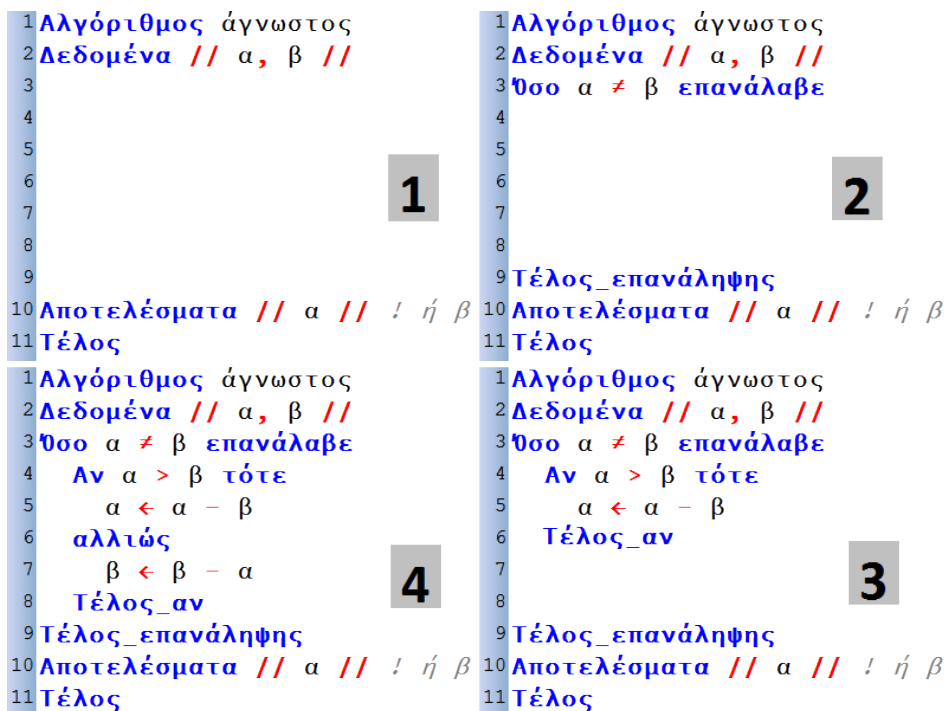 1 Αλγόριθμος άγνωστος
2 Δεδομένα // α, β //
3
4
5
6
7
8
9
10 Αποτελέσματα // α // ! ή β
11 Τέλος
1
1 Αλγόριθμος άγνωστος
2 Δεδομένα // α, β //
3 Όσο α ≠ β επανάλαβε
4
5
6
7
8
9 Τέλος_επανάληψης
10 Αποτελέσματα // α // ! ή β
11 Τέλος
2
1 Αλγόριθμος άγνωστος
2 Δεδομένα // α, β //
3 Όσο α ≠ β επανάλαβε
4 Αν α > β τότε
5 α ← α - β
6 αλλιώς
7 β ← β - α
8 Τέλος_αν
9 Τέλος_επανάληψης
10 Αποτελέσματα // α // ! ή β
11 Τέλος
4
1 Αλγόριθμος άγνωστος
2 Δεδομένα // α, β //
3 Όσο α ≠ β επανάλαβε
4 Αν α > β τότε
5 α ← α - β
6 Τέλος_αν
7
8
9 Τέλος_επανάληψης
10 Αποτελέσματα // α // ! ή β
11 Τέλος
3